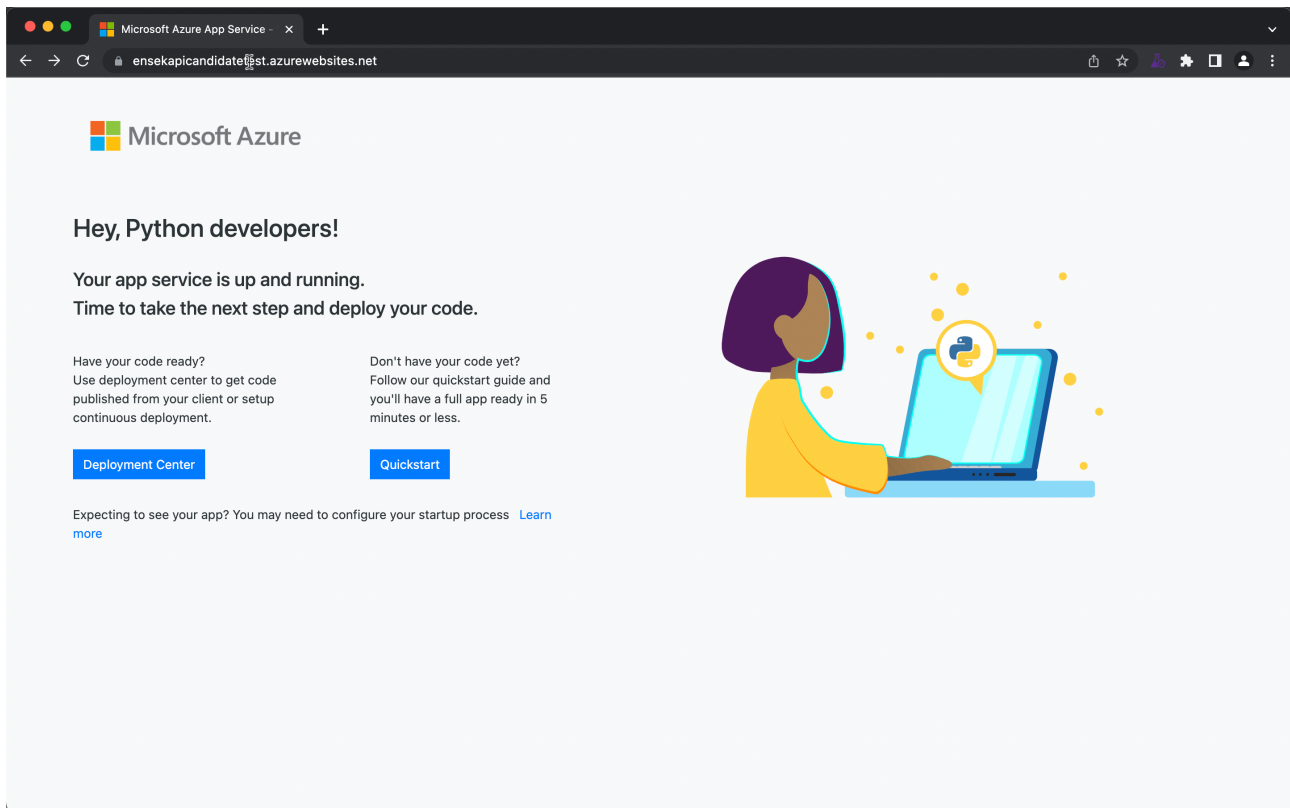 Microsoft Azure App Service -
ensekapicandidatetest.azurewebsites.net
Microsoft Azure
Hey, Python developers!
Your app service is up and running.
Time to take the next step and deploy your code.
Have your code ready?
Use deployment center to get code
published from your client or setup
continuous deployment.
Deployment Center
Don't have your code yet?
Follow our quickstart guide and
you'll have a full app ready in 5
minutes or less.
Quickstart
Expecting to see your app? You may need to configure your startup process Learn
more